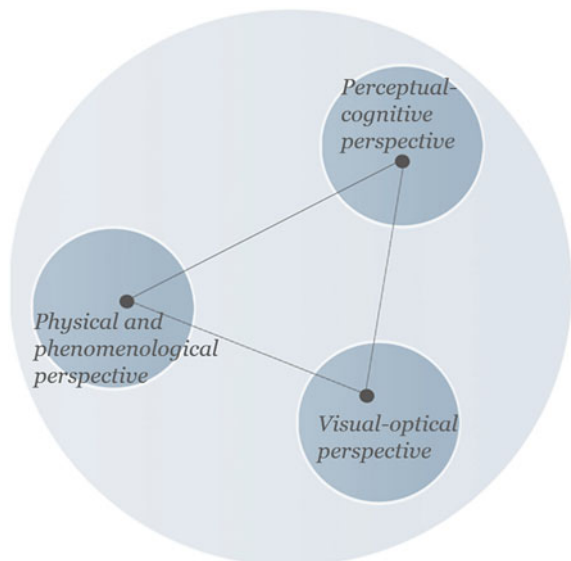 Perceptual-
cognitive
perspective
Physical and
phenomenological
perspective
Visual-optical
perspective